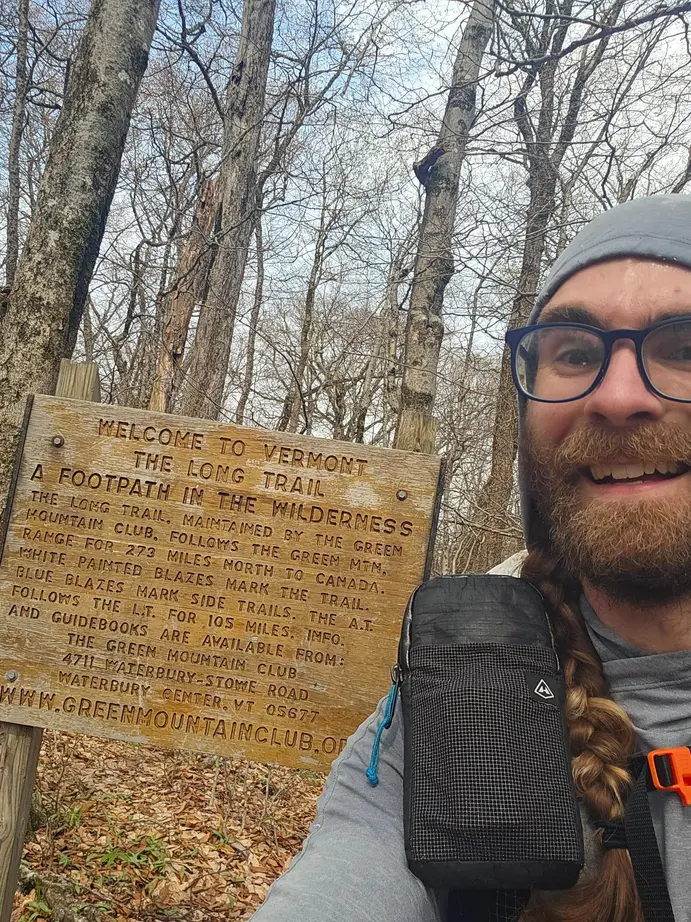 WELCOME TO VERMONT
THE LONG TRAIL
A FOOTPATH IN THE WILDERNESS
THE LONG TRAIL, MAINTAINED BY THE GREEN
MOUNTAIN CLUB, FOLLOWS THE GREEN MTN.
RANGE FOR 273 MILES NORTH TO CANADA.
WHITE PAINTED BLAZES MARK THE TRAIL.
BLUE BLAZES MARK SIDE TRAILS. THE A.T.
FOLLOWS THE L.T. FOR 105 MILES. INFO.
AND GUIDEBOOKS ARE AVAILABLE FROM:
THE GREEN MOUNTAIN CLUB
4711 WATERBURY-STOWE ROAD
WATERBURY CENTER, VT 05677
WWW.GREENMOUNTAINCLUB.OR